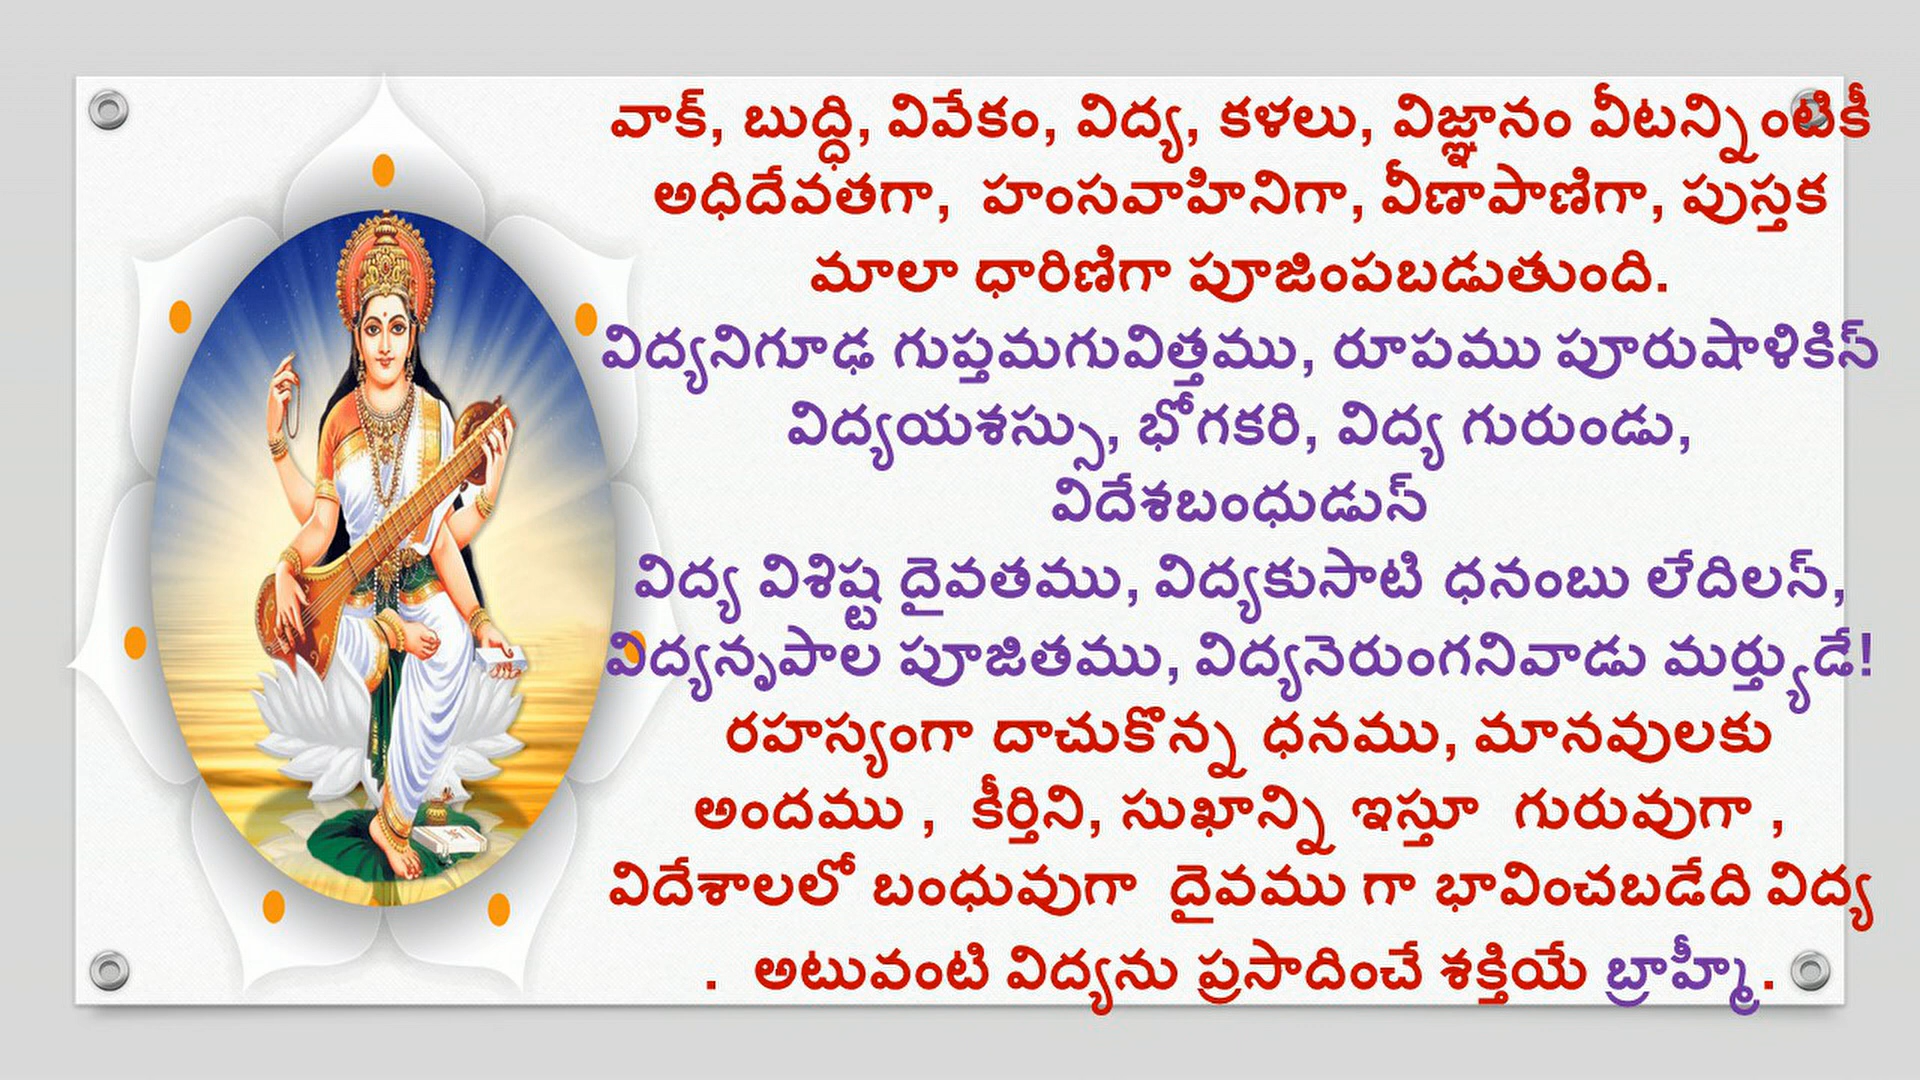 వాక్, బుద్ధి, వివేకం, విద్య, కళలు, విజ్ఞానం వీటన్నింటికీ
అధిదేవతగా, హంసవాహినిగా, వీణాపాణిగా, పుస్తక
మాలా ధారిణిగా పూజింపబడుతుంది.
విద్యనిగూఢ గుప్తమగువిత్తము, రూపము పూరుషాళికిస్
విద్యయశస్సు, భోగకరి, విద్య గురుండు,
విదేశబంధుడుస్
విద్య విశిష్ట దైవతము, విద్యకుసాటి ధనంబు లేదిలస్,
విద్యనృపాల పూజితము, విద్యనెరుంగనివాడు మర్త్యుడే!
రహస్యంగా దాచుకొన్న ధనము, మానవులకు
అందము , కీర్తిని, సుఖాన్ని ఇస్తూ గురువుగా ,
విదేశాలలో బంధువుగా దైవము గా భావించబడేది విద్య
. అటువంటి విద్యను ప్రసాదించే శక్తియే బ్రాహ్మీ.